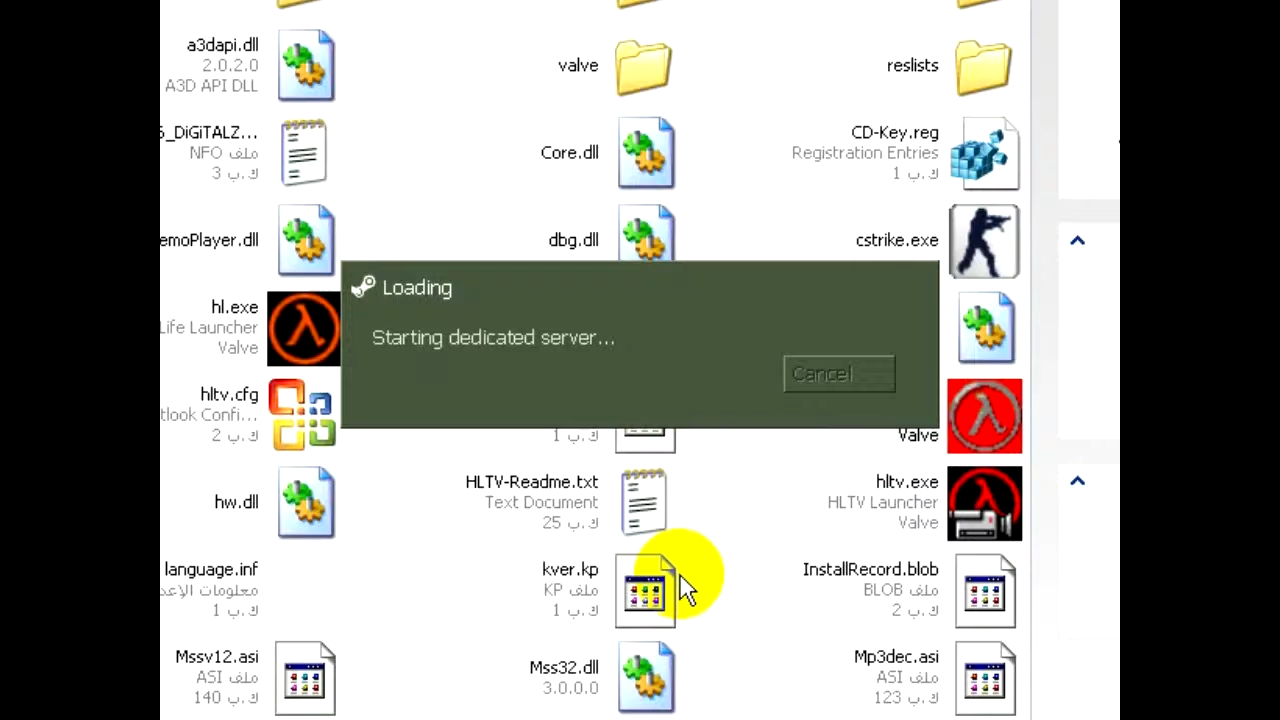 a3dapi.dll
2.0.2.0
A3D API DLL
valve
reslists
_DiGiTALZ...
ملف NFO
3 ك.ب
Core.dll
CD-Key.reg
Registration Entries
1 ك.ب
emoPlayer.dll
dbg.dll
cstrike.exe
hl.exe
Life Launcher
Valve
Loading
Starting dedicated server...
Cancel
hltv.cfg
tlook Confi...
2 ك.ب
1 ك.ب
Valve
hw.dll
HLTV-Readme.txt
Text Document
25 ك.ب
hltv.exe
HLTV Launcher
Valve
language.inf
معلومات الإعد
1 ك.ب
kver.kp
ملف KP
1 ك.ب
InstallRecord.blob
ملف BLOB
2 ك.ب
Mssv12.asi
ملف ASI
140 ك.ب
Mss32.dll
3.0.0.0
Mp3dec.asi
ملف ASI
123 ك.ب